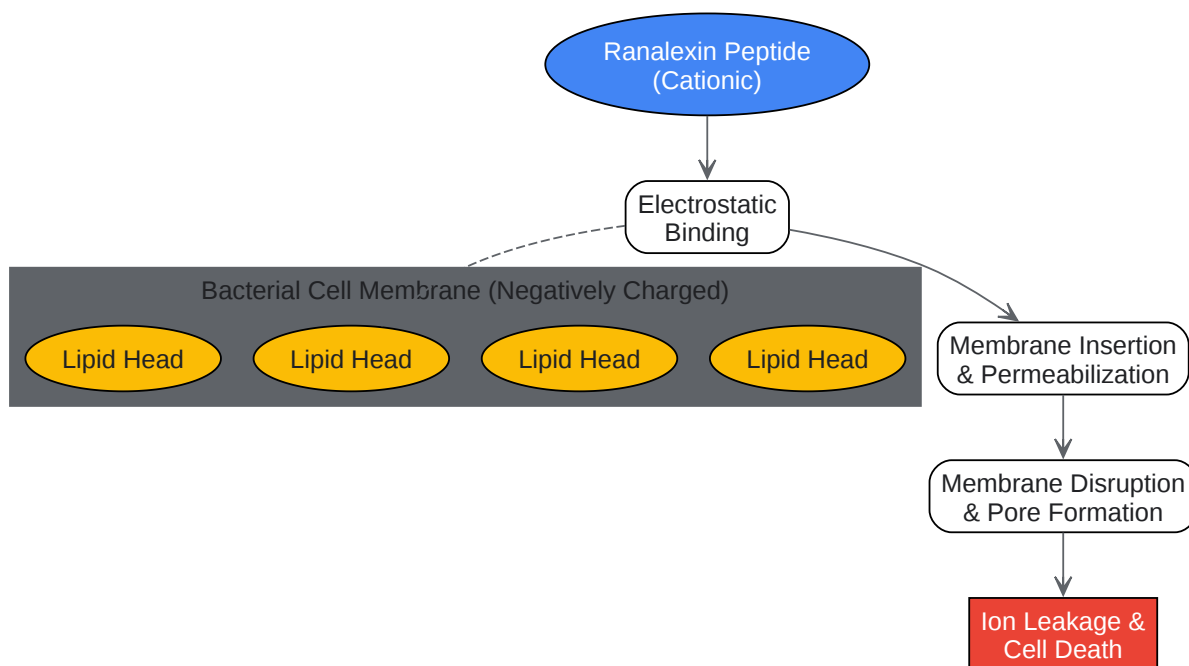 Ranalexin Peptide
(Cationic)
Electrostatic
Binding
Bacterial Cell Membrane (Negatively Charged)
Lipid Head
Lipid Head
Lipid Head
Lipid Head
Membrane Insertion
& Permeabilization
Membrane Disruption
& Pore Formation
Ion Leakage &
Cell Death